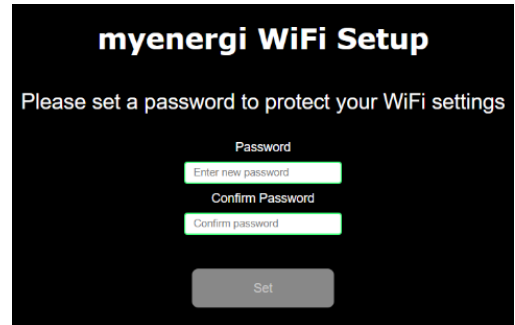 myenergi WiFi Setup
Please set a password to protect your WiFi settings
Password
Enter new password
Confirm Password
Confirm password
Set